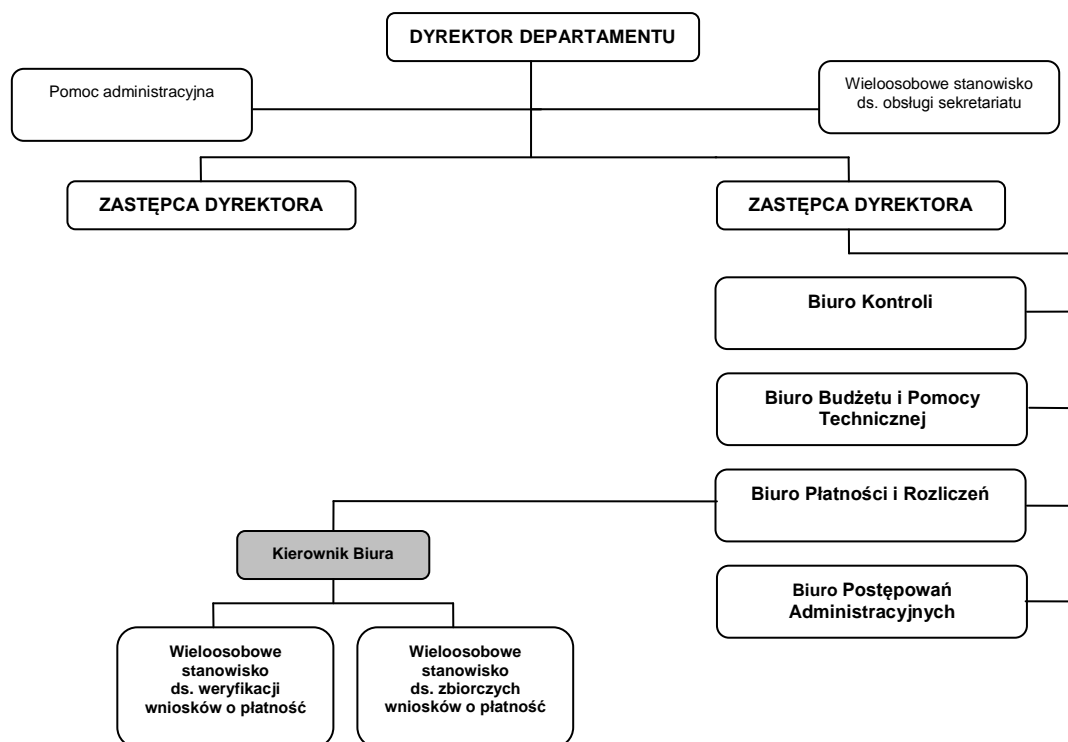 DYREKTOR DEPARTAMENTU
Pomoc administracyjna
Wieloosobowe stanowisko
ds. obsługi sekretariatu
ZASTĘPCA DYREKTORA
ZASTĘPCA DYREKTORA
Biuro Kontroli
Biuro Budżetu i Pomocy
Technicznej
Biuro Płatności i Rozliczeń
Kierownik Biura
Biuro Postępowań
Administracyjnych
Wieloosobowe
stanowisko
ds. weryfikacji
wniosków o płatność
Wieloosobowe
stanowisko
ds. zbiorczych
wniosków o płatność